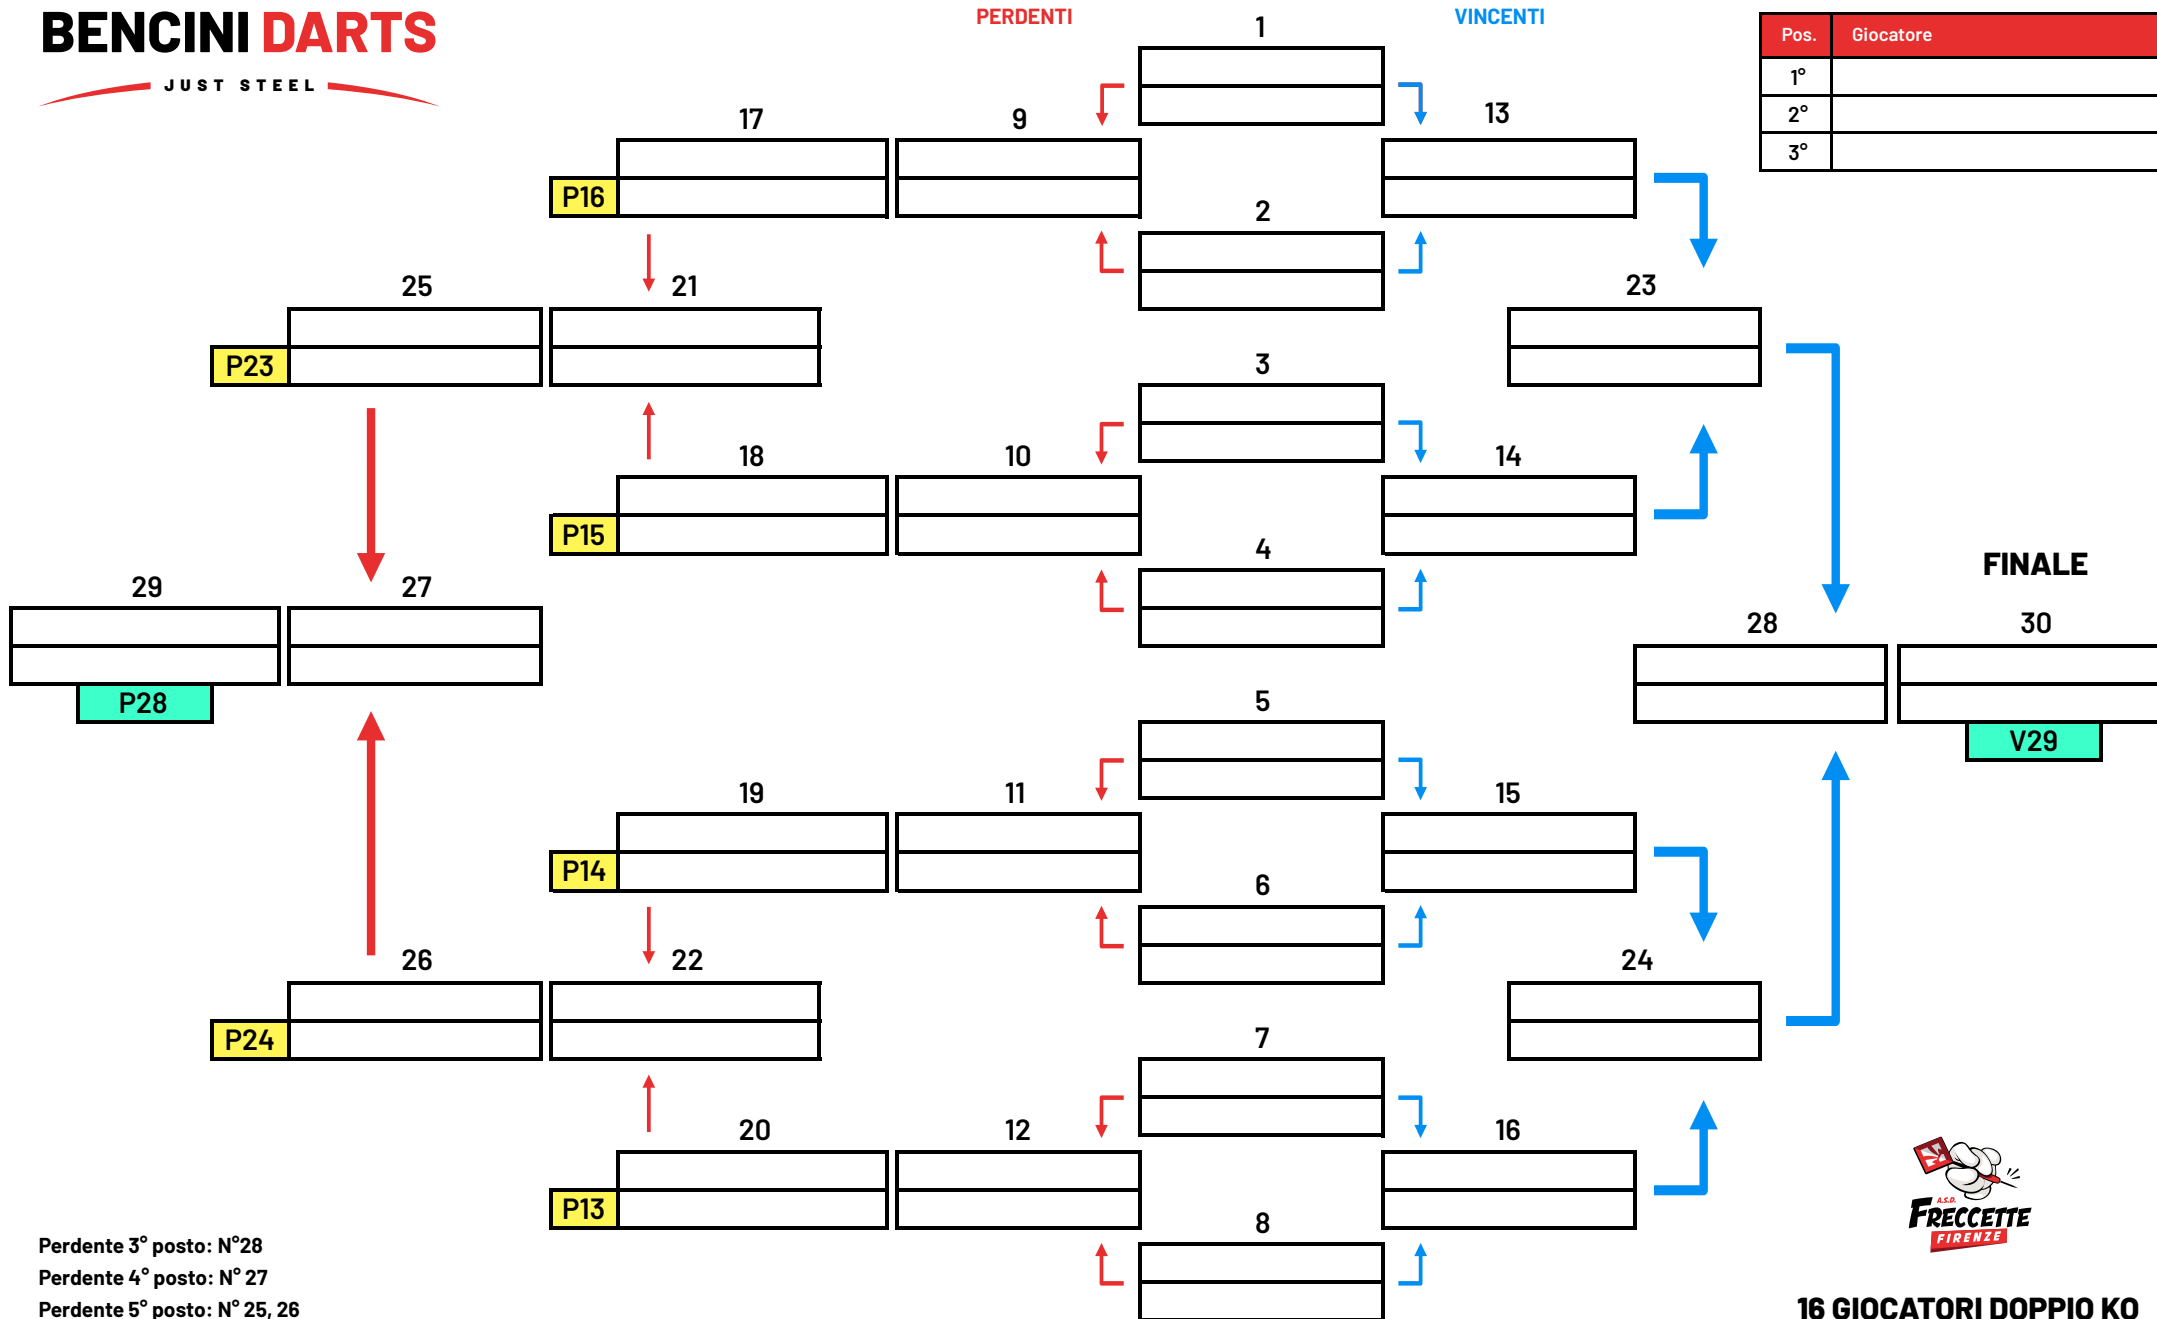 BENCINI DARTS
JUST STEEL
PERDENTI
VINCENTI
Pos. Giocatore
1°
2°
3°
1
17
9
13
P16
2
25
21
23
P23
3
18
10
14
P15
4
FINALE
29
27
28
30
P28
V29
5
19
11
15
P14
6
26
22
24
P24
7
20
12
16
P13
8
A.S.D.
FRECCETTE
FIRENZE
Perdente 3° posto: N°28
Perdente 4° posto: N° 27
Perdente 5° posto: N° 25, 26
16 GIOCATORI DOPPIO KO